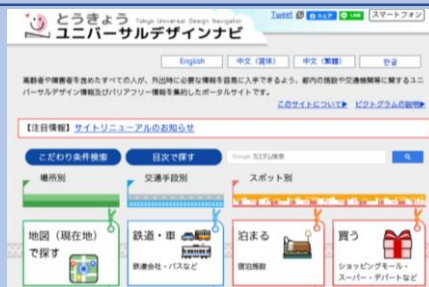 とうきょう Tokyo Universal Design Navigator
ユニバーサルデザインナビ
Tweet シェア LINE スマートフォン
English 中文（簡体） 中文（繁體） 한글
高齢者や障害者を含めたすべての人が、外出時に必要な情報を容易に入手できるよう、都内の施設や交通機関等に関するユニ
バーサルデザイン情報及びバリアフリー情報を集約したポータルサイトです。
このサイトについて▶ ピクトグラムの説明▶
【注目情報】サイトリニューアルのお知らせ
こだわり条件検索 目次で探す Google カスタム検索
場所別 交通手段別 スポット別
地図（現在地） 鉄道・車 泊まる 買う
で探す
鉄道会社・バスなど 宿泊施設 ショッピングモール・
スーパー・デパートなど